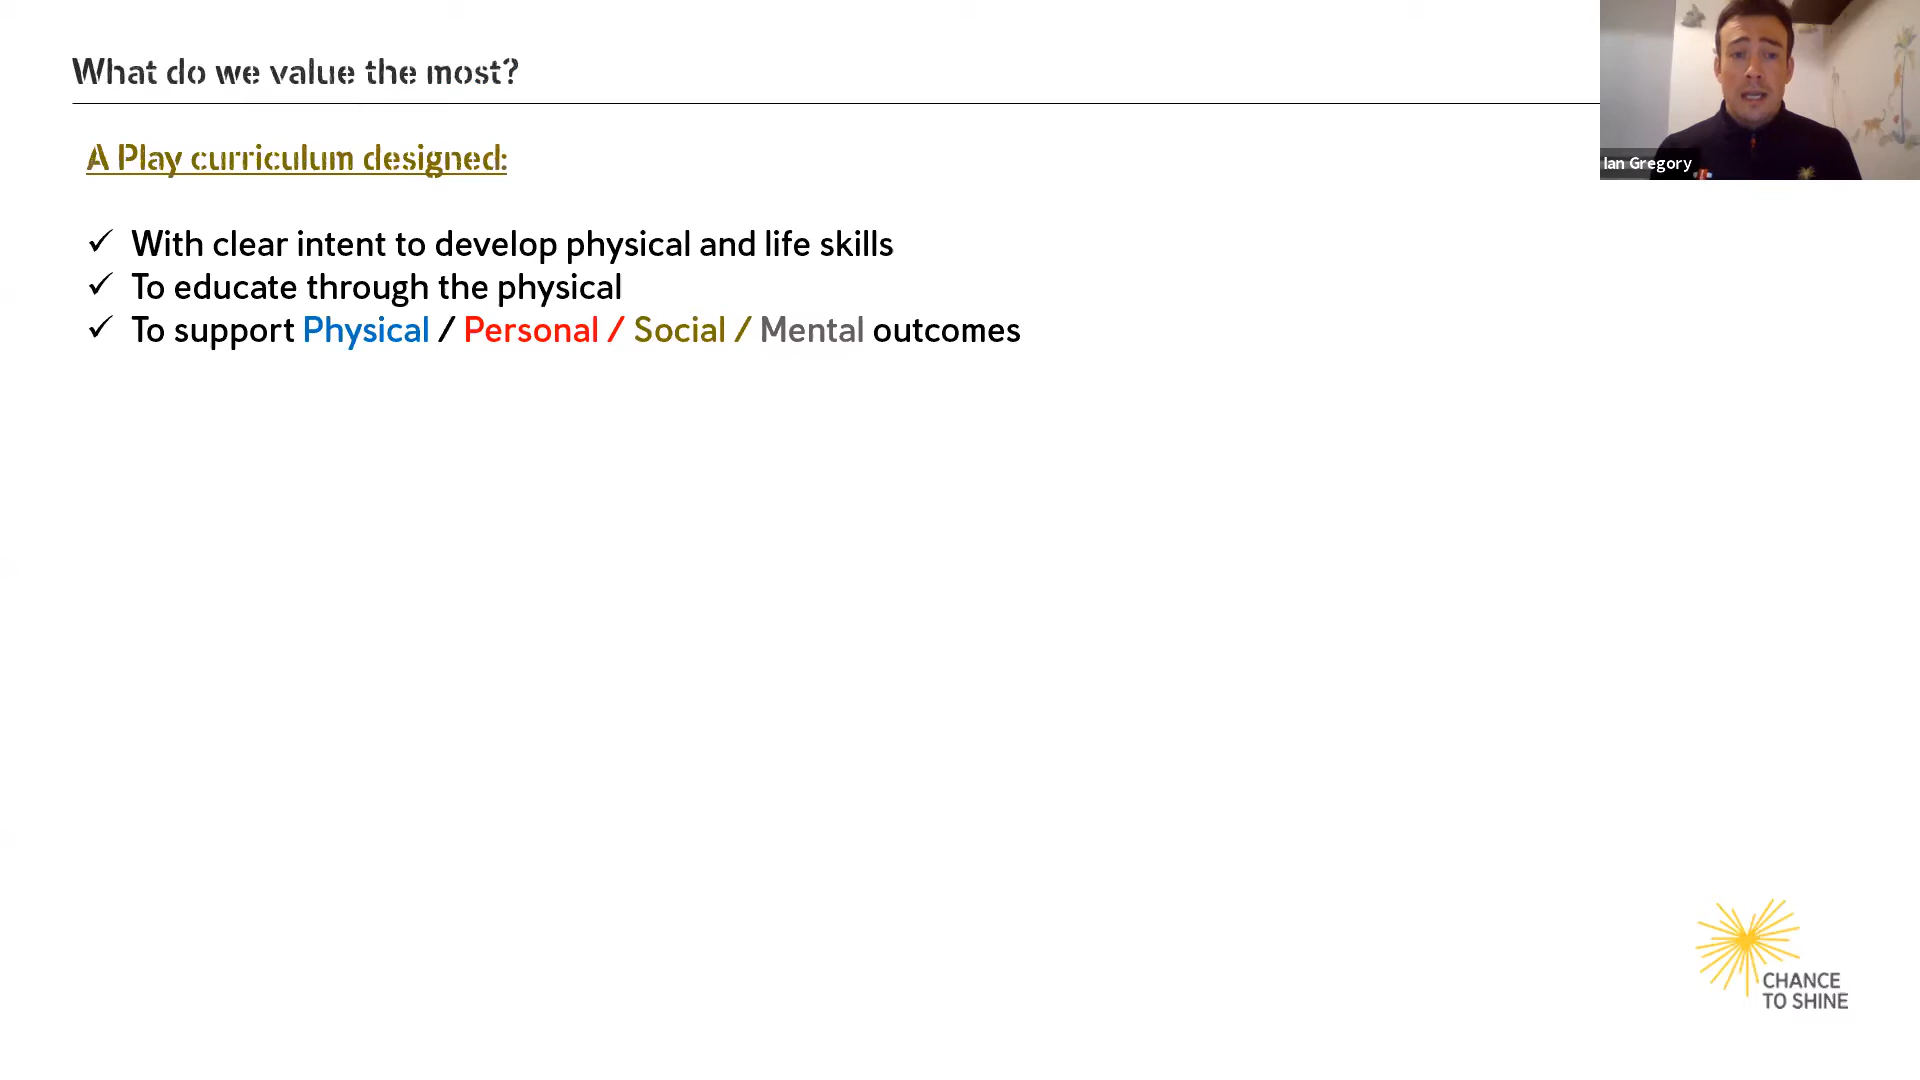 What do we value the most?
A Play curriculum designed:
✓ With clear intent to develop physical and life skills
✓ To educate through the physical
✓ To support Physical / Personal / Social / Mental outcomes
Ian Gregory
CHANCE
TO SHINE